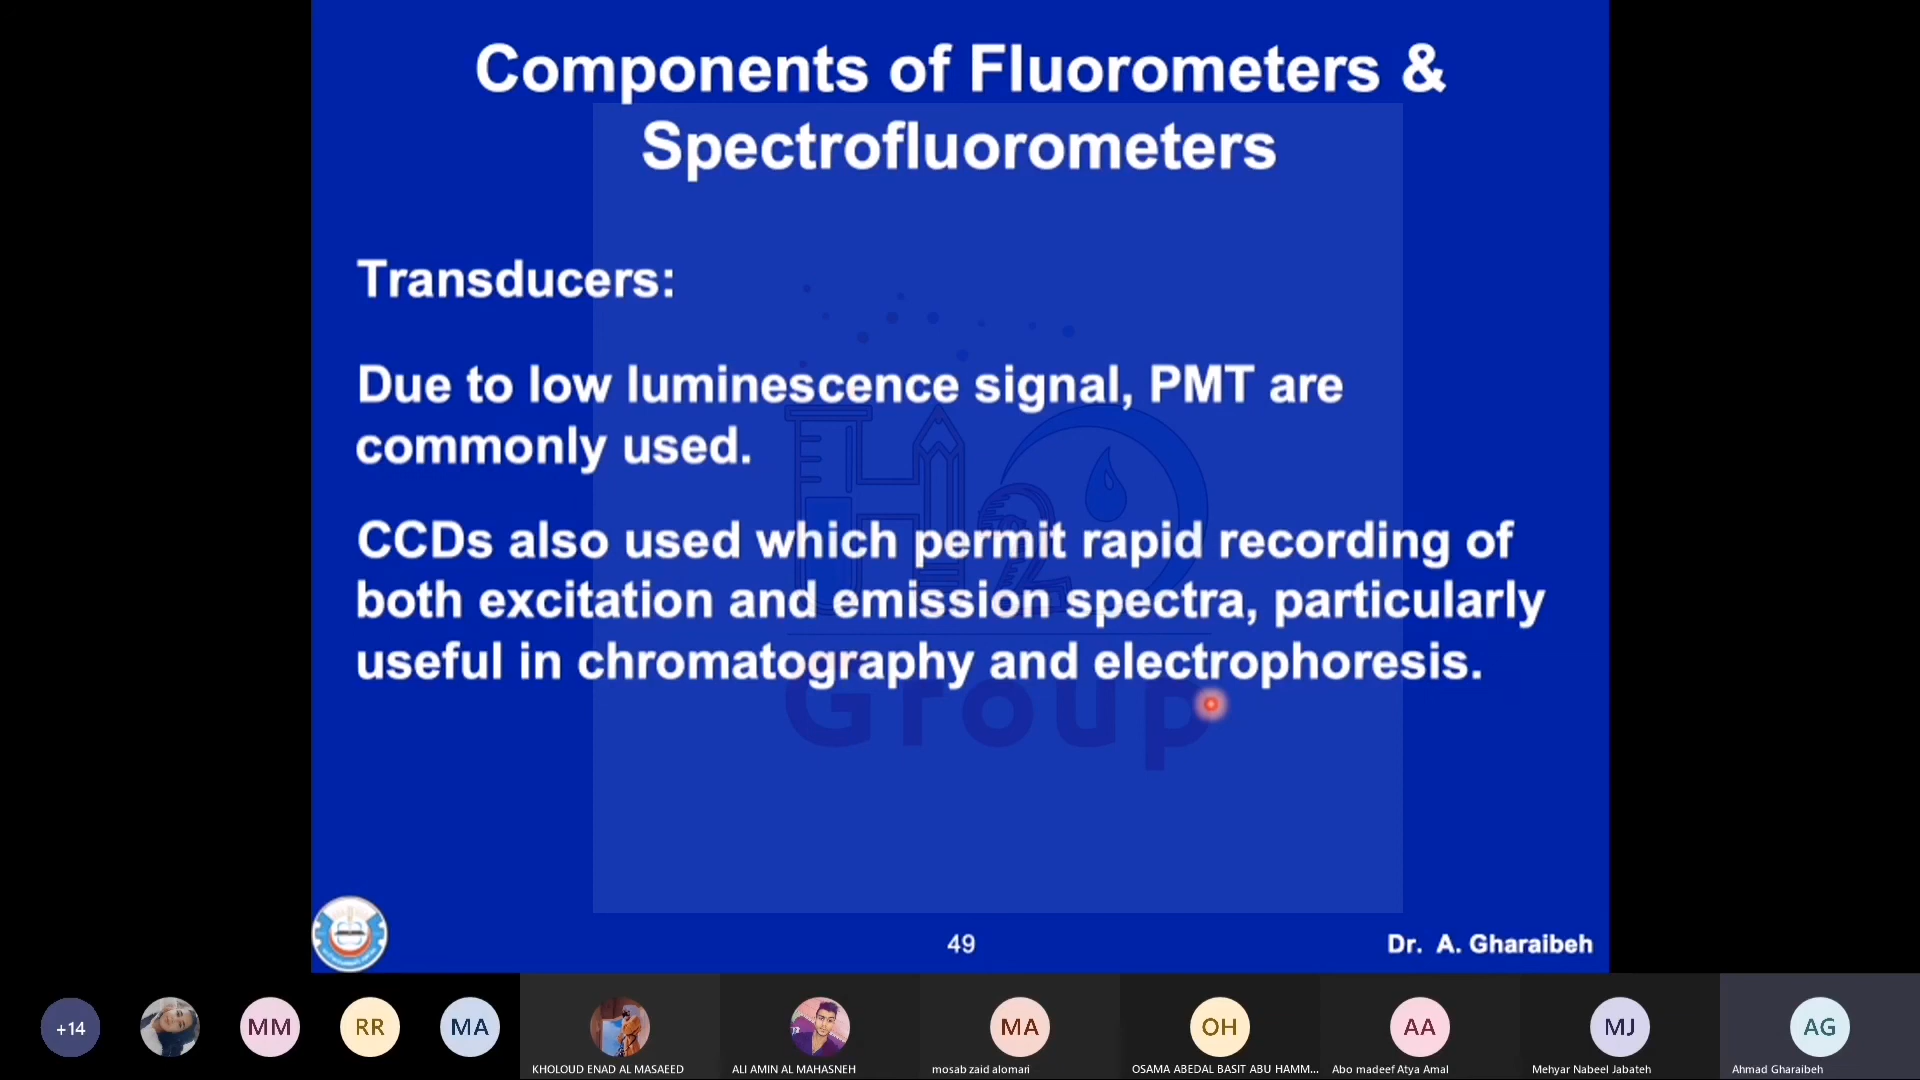 Components of Fluorometers &
Spectrofluorometers
Transducers:
Due to low luminescence signal, PMT are
commonly used.
CCDs also used which permit rapid recording of
both excitation and emission spectra, particularly
useful in chromatography and electrophoresis.
H2O
Group
49
Dr. A. Gharaibeh
+14
MM
RR
MA
MA
OH
AA
MJ
AG
KHOLOUD ENAD AL MASAEED
ALI AMIN AL MAHASNEH
mosab zaid alomari
OSAMA ABEDAL BASIT ABU HAMM...
Abo madeef Atya Amal
Mehyar Nabeel Jabateh
Ahmad Gharaibeh